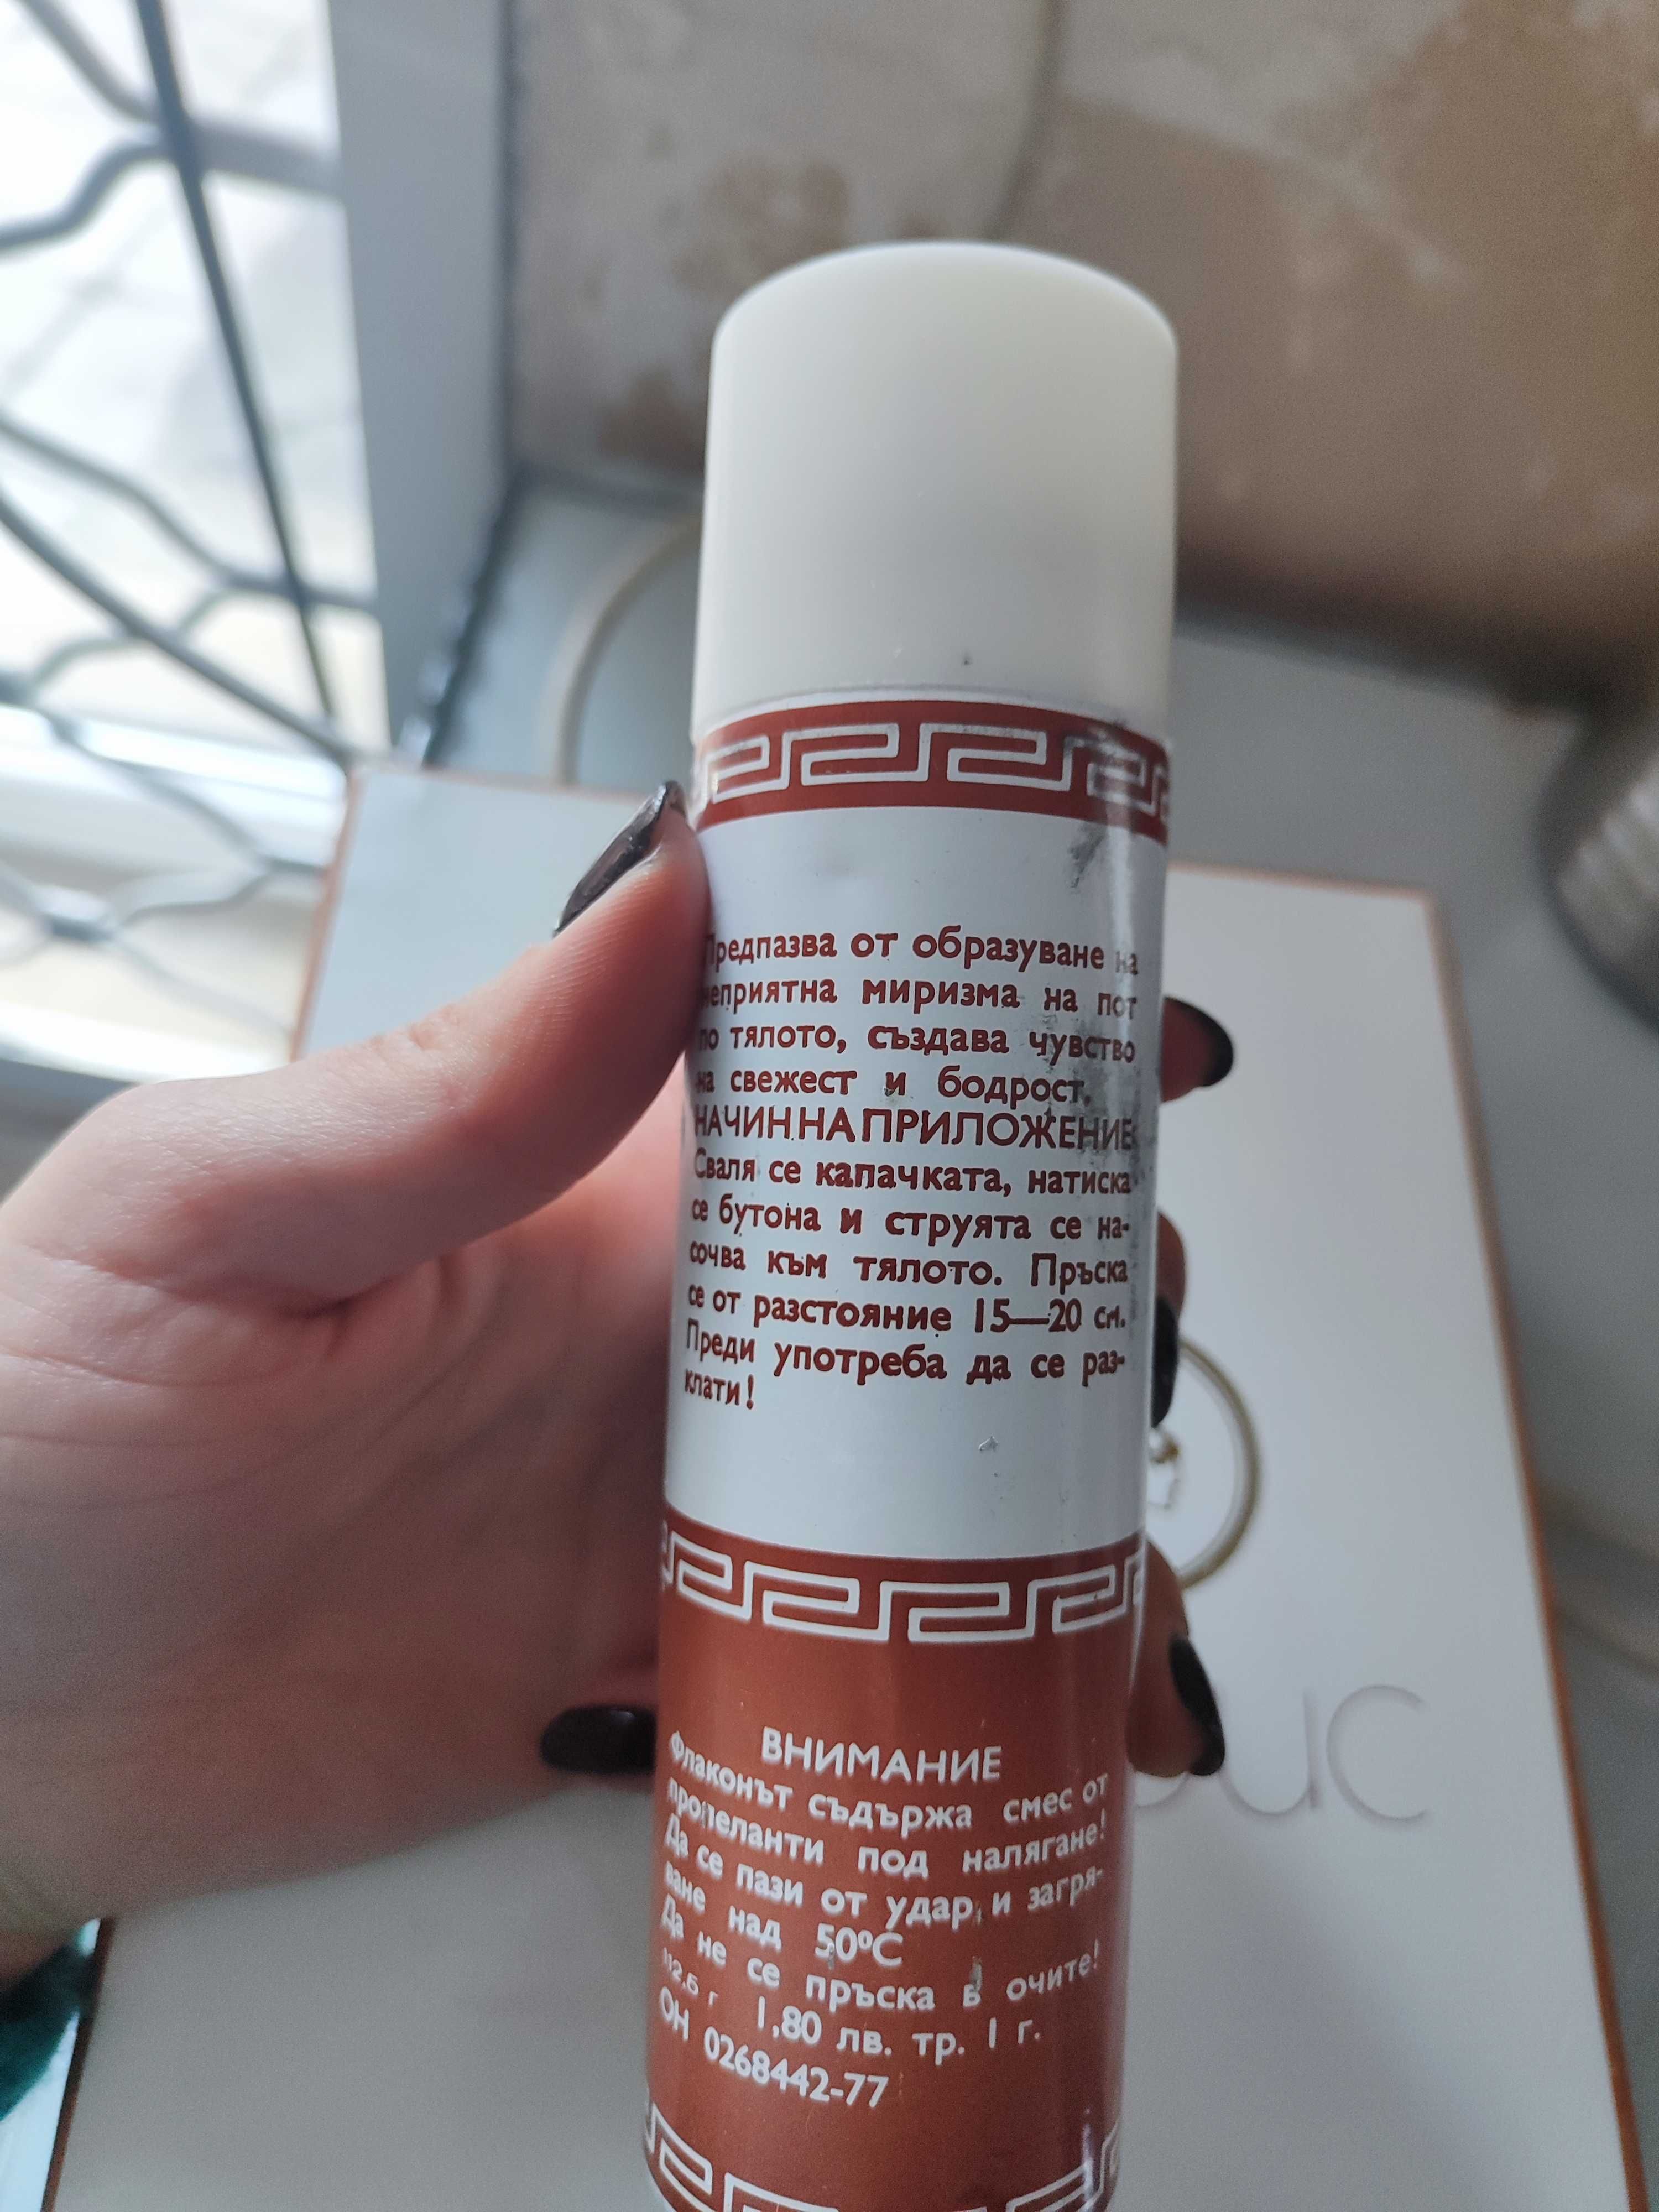 Предпазва от образуване на
неприятна миризма на пот
по тялото, създава чувство
на свежест и бодрост.
НАЧИН НА ПРИЛОЖЕНИЕ:
Сваля се капачката, натиска
се бутона и струята се на-
сочва към тялото. Пръска
се от разстояние 15—20 см.
Преди употреба да се раз-
клати!
ВНИМАНИЕ
Флаконът съдържа смес от
пропеланти под налягане!
Да се пази от удар и загря-
ване над 50°C
Да не се пръска в очите!
112,6 г 1,80 лв. тр. 1 г.
ОН 0268442-77